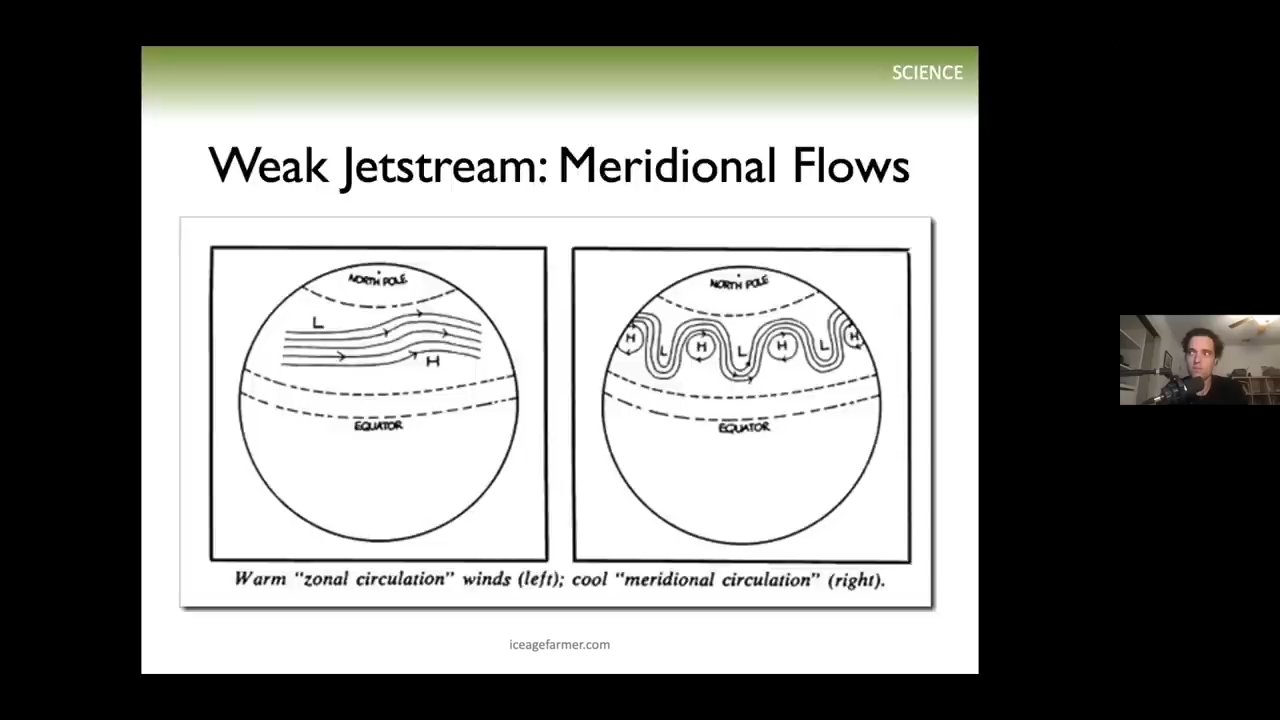 SCIENCE
Weak Jetstream: Meridional Flows
NORTH POLE
L
H
EQUATOR
NORTH POLE
H
L
H
L
H
L
H
EQUATOR
Warm "zonal circulation" winds (left); cool "meridional circulation" (right).
iceagefarmer.com